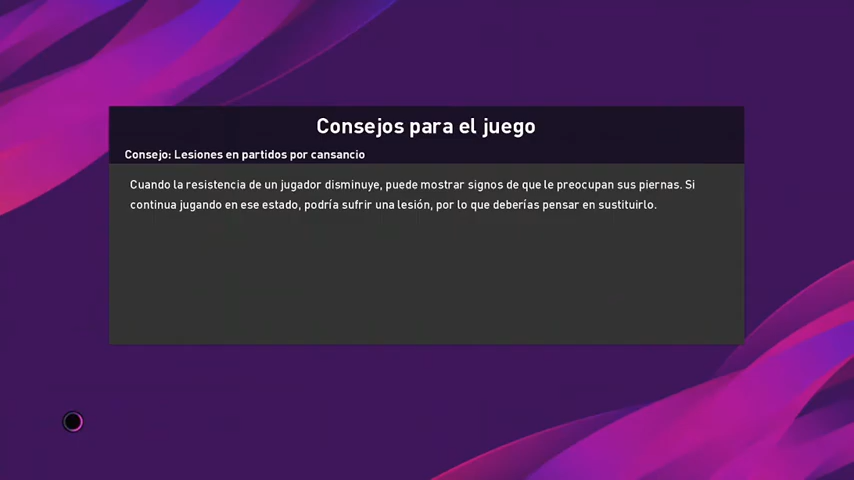 Consejos para el juego
Consejo: Lesiones en partidos por cansancio
Cuando la resistencia de un jugador disminuye, puede mostrar signos de que le preocupan sus piernas. Si
continua jugando en ese estado, podría sufrir una lesión, por lo que deberías pensar en sustituirlo.